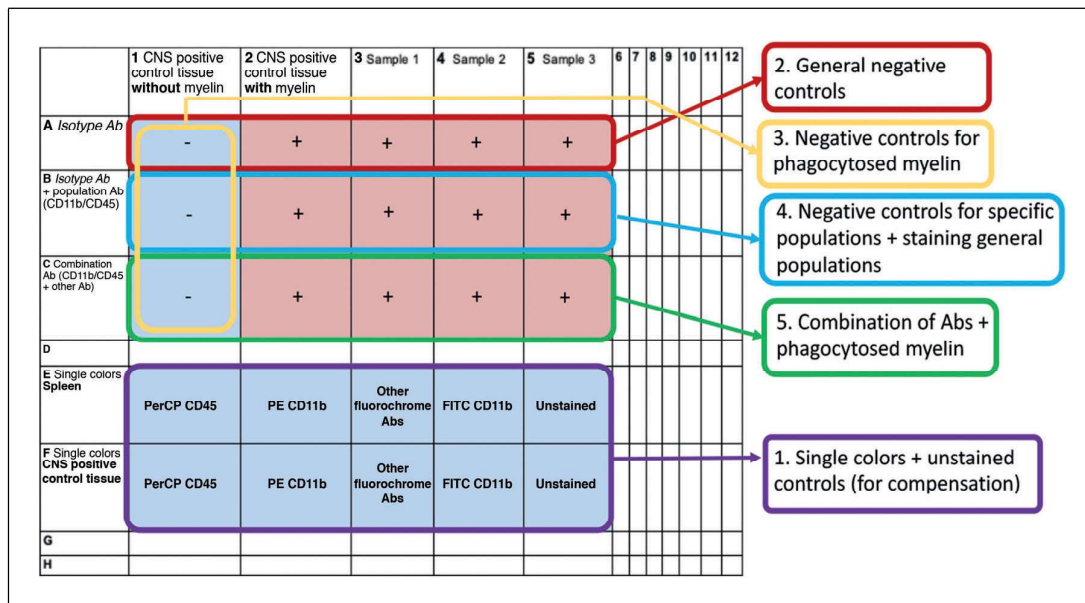 1 CNS positive
control tissue
without myelin
2 CNS positive
control tissue
with myelin
3 Sample 1
4 Sample 2
5 Sample 3
6 7 8 9 10 11 12
A Isotype Ab
- + + + +
B Isotype Ab
+ population Ab
(CD11b/CD45)
- + + + +
C Combination
Ab (CD11b/CD45
+ other Ab)
- + + + +
D
E Single colors
Spleen
PerCP CD45
PE CD11b
Other
fluorochrome
Abs
FITC CD11b
Unstained
F Single colors
CNS positive
control tissue
PerCP CD45
PE CD11b
Other
fluorochrome
Abs
FITC CD11b
Unstained
G
H
2. General negative
controls
3. Negative controls for
phagocytosed myelin
4. Negative controls for specific
populations + staining general
populations
5. Combination of Abs +
phagocytosed myelin
1. Single colors + unstained
controls (for compensation)